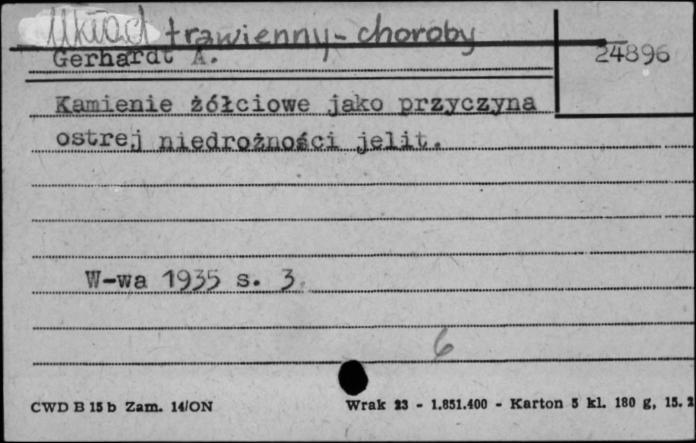 Układ trawienny - choroby
Gerhardt A.
24896
Kamienie żółciowe jako przyczyna
ostrej niedrożności jelit.
W-wa 1935 s. 3
6
CWD B 15 b Zam. 14/ON
Wrak 23 - 1.851.400 - Karton 5 kl. 180 g, 15. 2